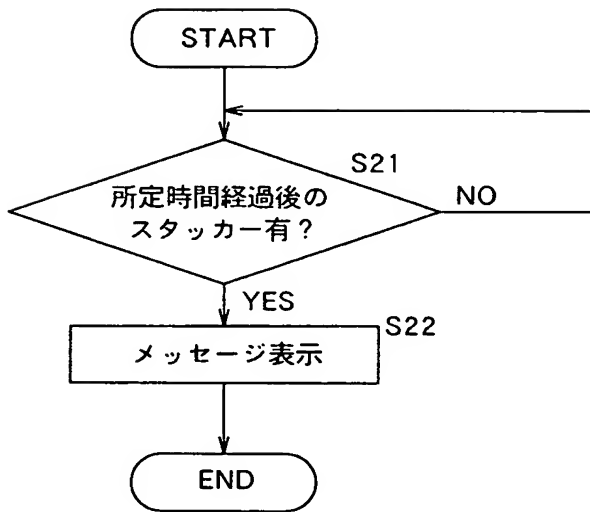 START
S21
所定時間経過後の
スタッカー有？
NO
YES
S22
メッセージ表示
END